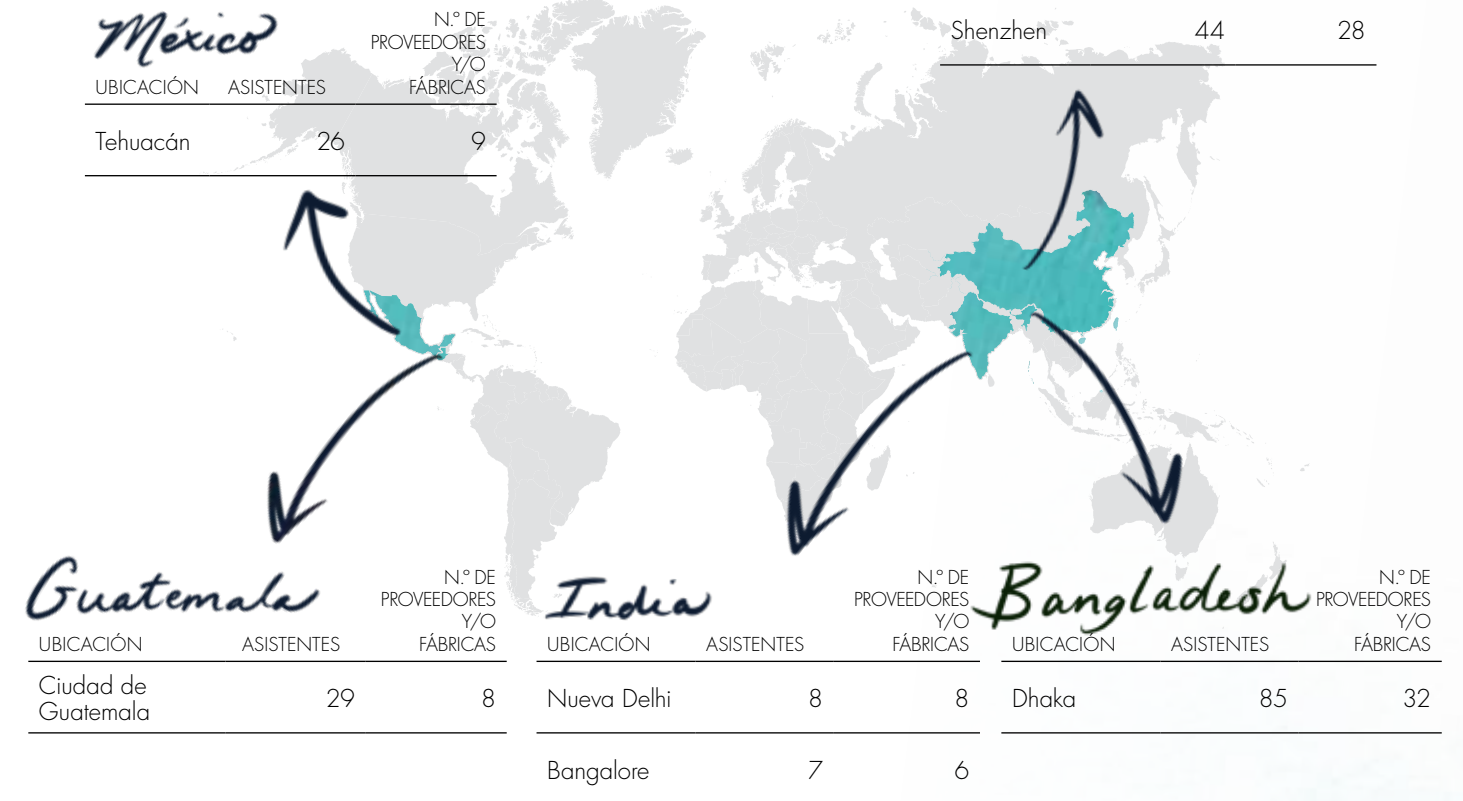 México
N.º DE
PROVEEDORES
Y/O
UBICACIÓN ASISTENTES FÁBRICAS
Tehuacán 26 9
Shenzhen 44 28
Guatemala
N.º DE
PROVEEDORES
Y/O
UBICACIÓN ASISTENTES FÁBRICAS
Ciudad de
Guatemala 29 8
India
N.º DE
PROVEEDORES
Y/O
UBICACIÓN ASISTENTES FÁBRICAS
Nueva Delhi 8 8
Bangalore 7 6
Bangladesh
N.º DE
PROVEEDORES
Y/O
UBICACIÓN ASISTENTES FÁBRICAS
Dhaka 85 32